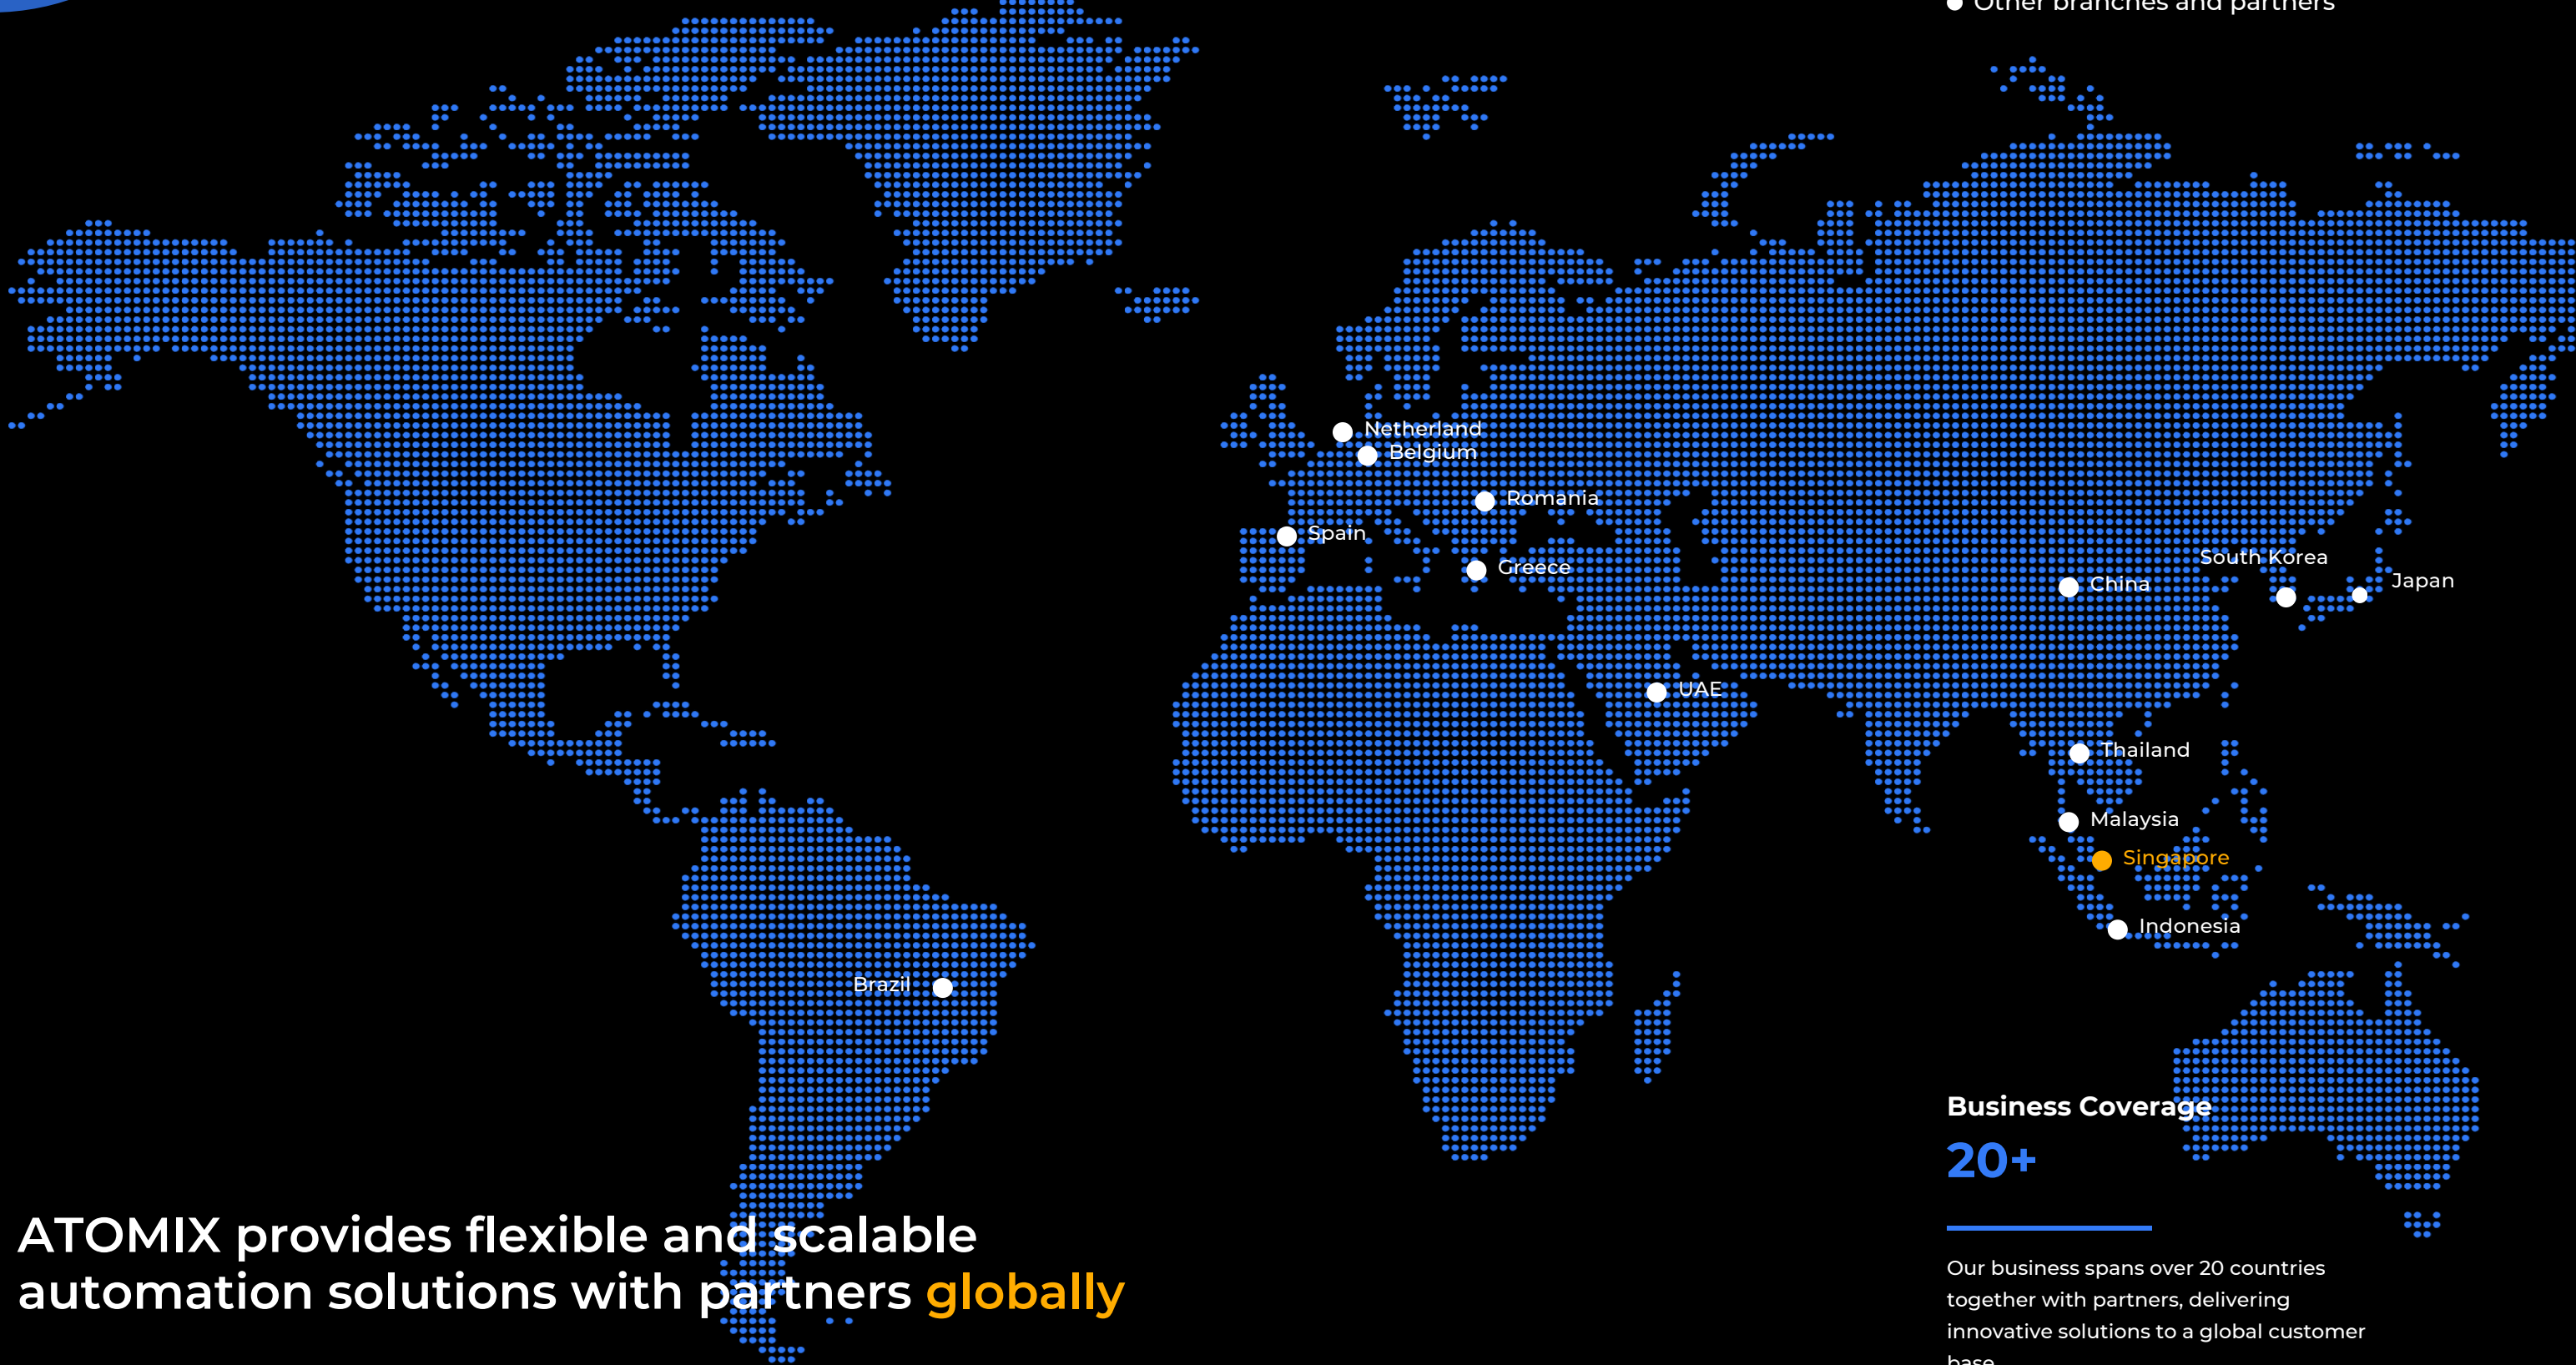 Other branches and partners
Netherland
Belgium
Romania
Spain
Greece
South Korea
China
Japan
UAE
Thailand
Malaysia
Singapore
Indonesia
Brazil
Business Coverage
20+
Our business spans over 20 countries
together with partners, delivering
innovative solutions to a global customer
base
ATOMIX provides flexible and scalable
automation solutions with partners globally